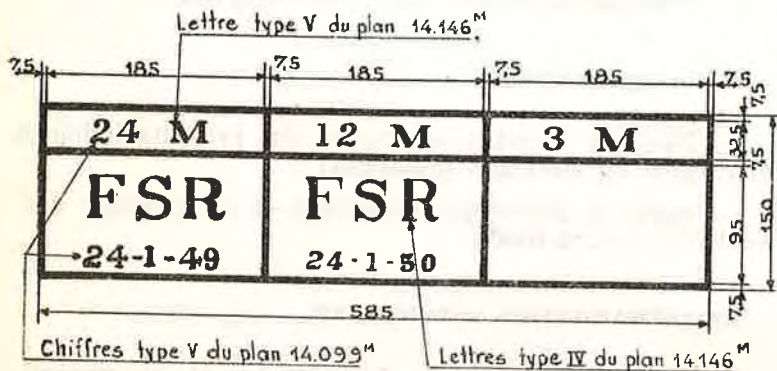 Lettre type V du plan 14.146ᴹ
7,5 185 7,5 185 7,5 185 7,5
24 M 12 M 3 M
7,5 32,5 7,5 95 7,5 150
FSR FSR
24-1-49 24-1-50
585
Chiffres type V du plan 14.099ᴹ
Lettres type IV du plan 14.146ᴹ